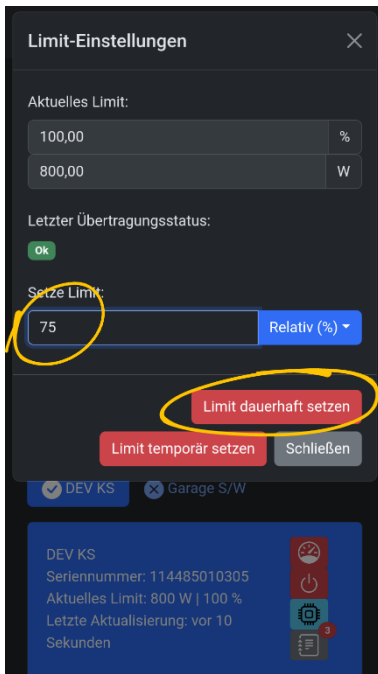 Limit-Einstellungen
Aktuelles Limit:
100,00 %
800,00 W
Letzter Übertragungsstatus:
Ok
Setze Limit:
75 Relativ (%)
Limit dauerhaft setzen
Limit temporär setzen Schließen
DEV KS Garage S/W
DEV KS
Seriennummer: 114485010305
Aktuelles Limit: 800 W | 100 %
Letzte Aktualisierung: vor 10
Sekunden
3